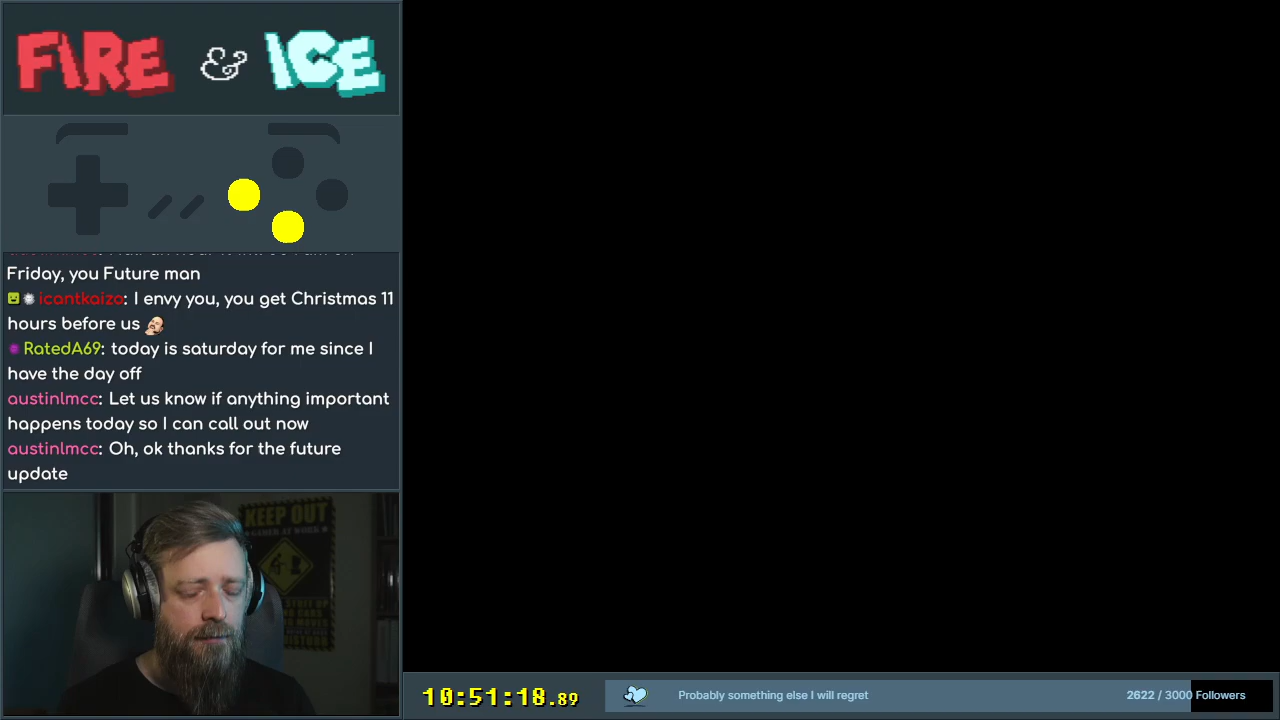 FIRE & ICE
Friday, you Future man
icantkaizo: I envy you, you get Christmas 11
hours before us
RatedA69: today is saturday for me since I
have the day off
austinlmcc: Let us know if anything important
happens today so I can call out now
austinlmcc: Oh, ok thanks for the future
update
KEEP OUT
GAMER AT WORK
10:51:18.89
Probably something else I will regret
2622 / 3000 Followers